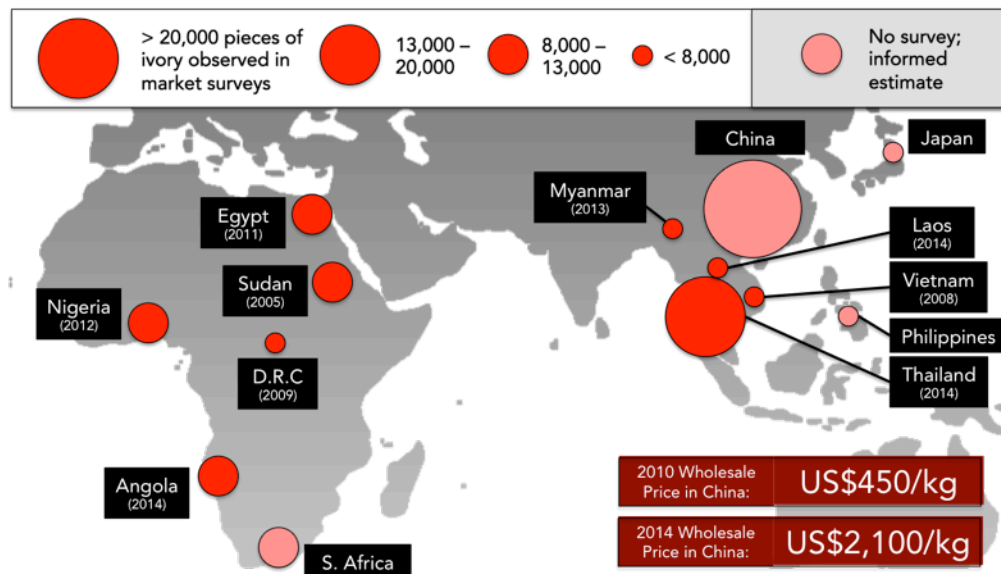 > 20,000 pieces of
ivory observed in
market surveys
13,000 –
20,000
8,000 –
13,000
< 8,000
No survey;
informed
estimate
China
Japan
Myanmar
(2013)
Egypt
(2011)
Laos
(2014)
Sudan
(2005)
Vietnam
(2008)
Nigeria
(2012)
Philippines
D.R.C
(2009)
Thailand
(2014)
Angola
(2014)
2010 Wholesale
Price in China:
US$450/kg
2014 Wholesale
Price in China:
US$2,100/kg
S. Africa